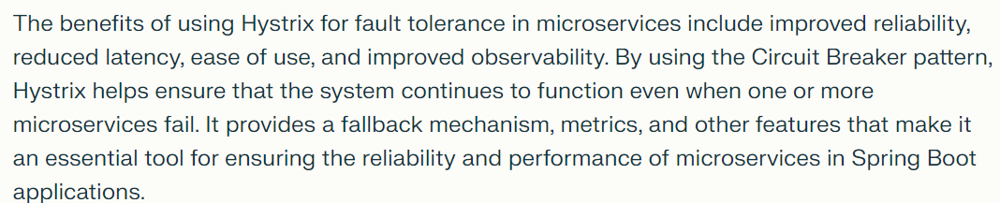 The benefits of using Hystrix for fault tolerance in microservices include improved reliability,
reduced latency, ease of use, and improved observability. By using the Circuit Breaker pattern,
Hystrix helps ensure that the system continues to function even when one or more
microservices fail. It provides a fallback mechanism, metrics, and other features that make it
an essential tool for ensuring the reliability and performance of microservices in Spring Boot
applications.